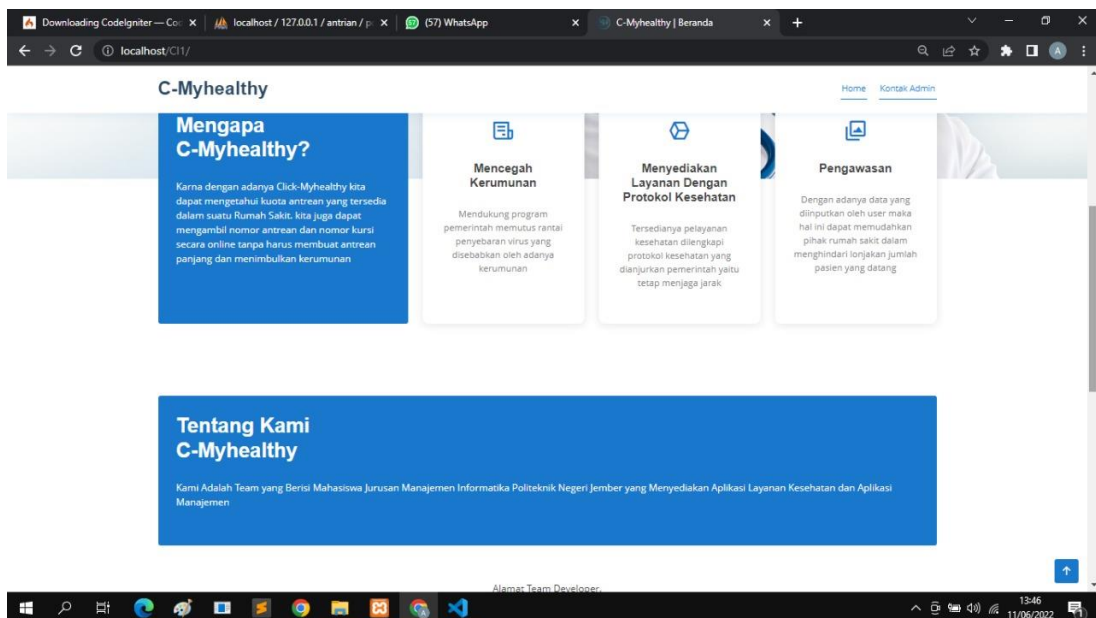 Downloading CodeIgniter — Co
localhost / 127.0.0.1 / antrian / p
(57) WhatsApp
C-Myhealthy | Beranda
localhost/CI1/
C-Myhealthy
Home
Kontak Admin
Mengapa
C-Myhealthy?
Karna dengan adanya Click-Myhealthy kita
dapat mengetahui kuota antrean yang tersedia
dalam suatu Rumah Sakit. kita juga dapat
mengambil nomor antrean dan nomor kursi
secara online tanpa harus membuat antrean
panjang dan menimbulkan kerumunan
Mencegah
Kerumunan
Mendukung program
pemerintah memutus rantai
penyebaran virus yang
disebabkan oleh adanya
kerumunan
Menyediakan
Layanan Dengan
Protokol Kesehatan
Tersedianya pelayanan
kesehatan dilengkapi
protokol kesehatan yang
dianjurkan pemerintah yaitu
tetap menjaga jarak
Pengawasan
Dengan adanya data yang
diinputkan oleh user maka
hal ini dapat memudahkan
pihak rumah sakit dalam
menghindari lonjakan jumlah
pasien yang datang
Tentang Kami
C-Myhealthy
Kami Adalah Team yang Berisi Mahasiswa Jurusan Manajemen Informatika Politeknik Negeri Jember yang Menyediakan Aplikasi Layanan Kesehatan dan Aplikasi
Manajemen
Alamat Team Developer.
13:46
11/06/2022